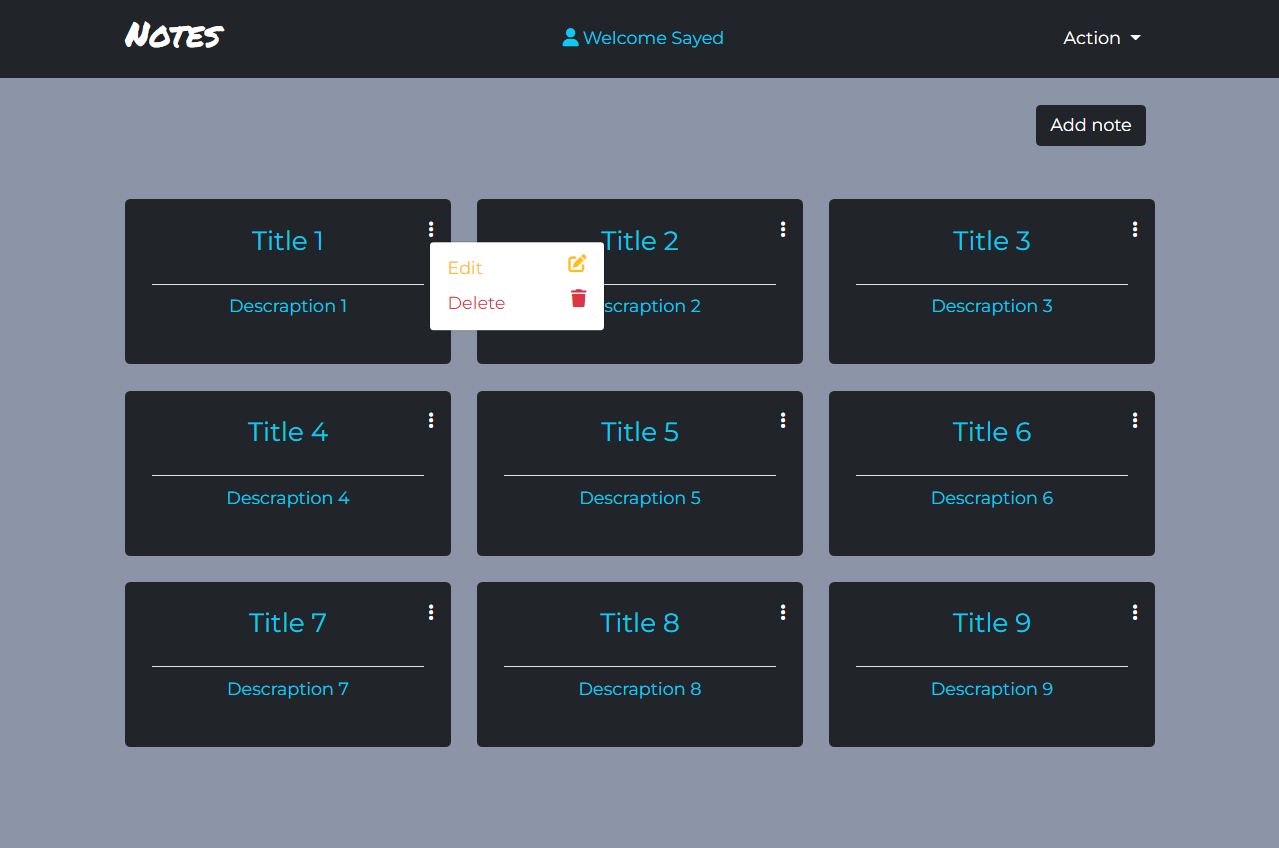 NOTES
Welcome Sayed
Action
Add note
Title 1
Descraption 1
Edit
Delete
Title 2
scraption 2
Title 3
Descraption 3
Title 4
Descraption 4
Title 5
Descraption 5
Title 6
Descraption 6
Title 7
Descraption 7
Title 8
Descraption 8
Title 9
Descraption 9